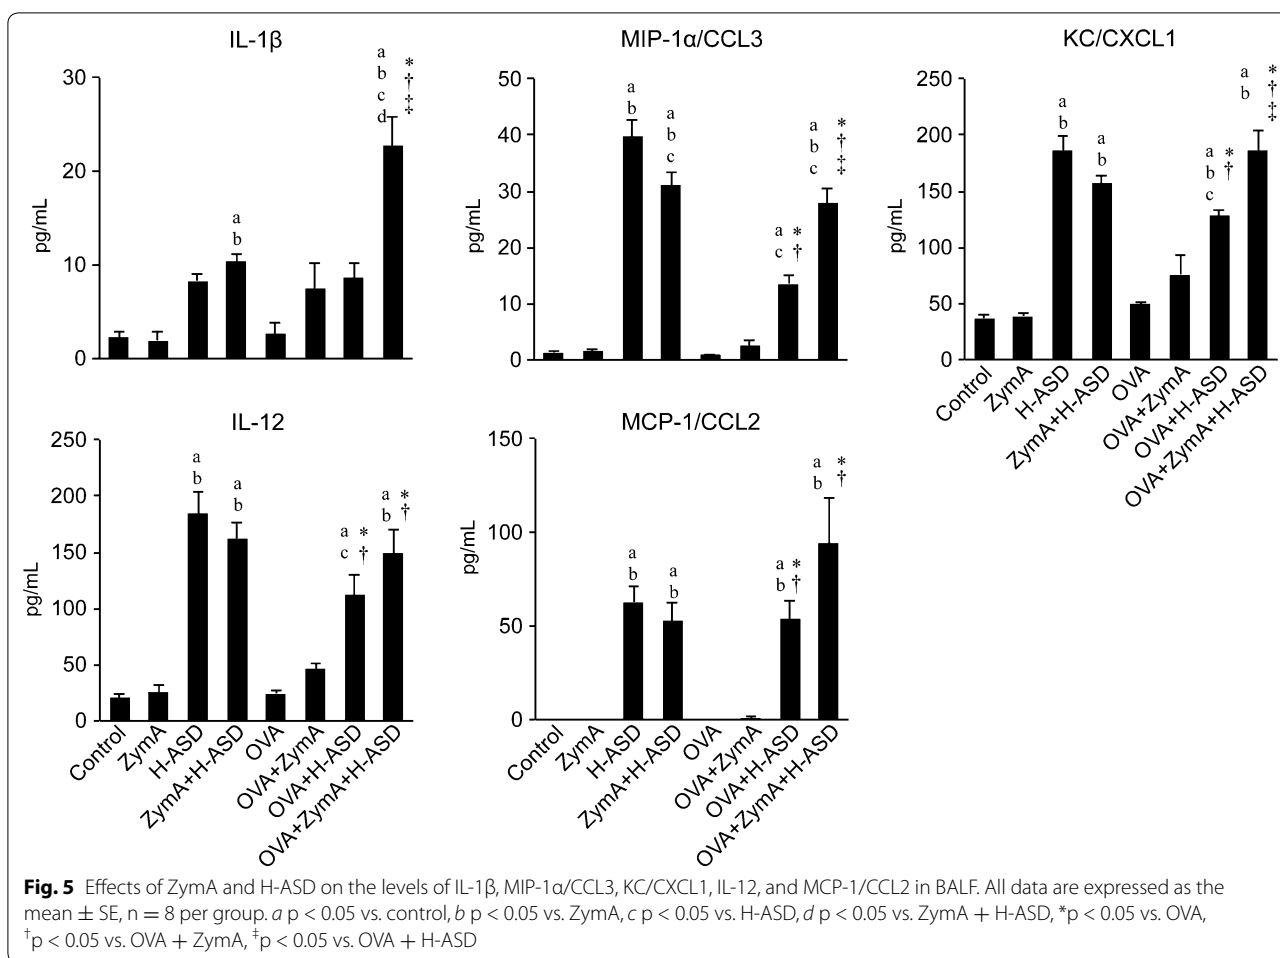 IL-1β
pg/mL
30
20
10
0
a
b
a
b
c
d
*
†
‡
MIP-1α/CCL3
pg/mL
50
40
30
20
10
0
a
b
a
b
c
a
c
*
†
a
b
c
*
†
‡
KC/CXCL1
pg/mL
250
200
150
100
50
0
a
b
a
b
a
b
c
*
†
a
b
*
†
‡
Control
ZymA
H-ASD
ZymA+H-ASD
OVA
OVA+ZymA
OVA+H-ASD
OVA+ZymA+H-ASD
IL-12
pg/mL
250
200
150
100
50
0
a
b
a
b
a
c
*
†
a
b
*
†
Control
ZymA
H-ASD
ZymA+H-ASD
OVA
OVA+ZymA
OVA+H-ASD
OVA+ZymA+H-ASD
MCP-1/CCL2
pg/mL
150
100
50
0
a
b
a
b
a
b
*
†
a
b
*
†
Control
ZymA
H-ASD
ZymA+H-ASD
OVA
OVA+ZymA
OVA+H-ASD
OVA+ZymA+H-ASD
Fig. 5 Effects of ZymA and H-ASD on the levels of IL-1β, MIP-1α/CCL3, KC/CXCL1, IL-12, and MCP-1/CCL2 in BALF. All data are expressed as the
mean ± SE, n = 8 per group. a p < 0.05 vs. control, b p < 0.05 vs. ZymA, c p < 0.05 vs. H-ASD, d p < 0.05 vs. ZymA + H-ASD, *p < 0.05 vs. OVA,
†p < 0.05 vs. OVA + ZymA, ‡p < 0.05 vs. OVA + H-ASD